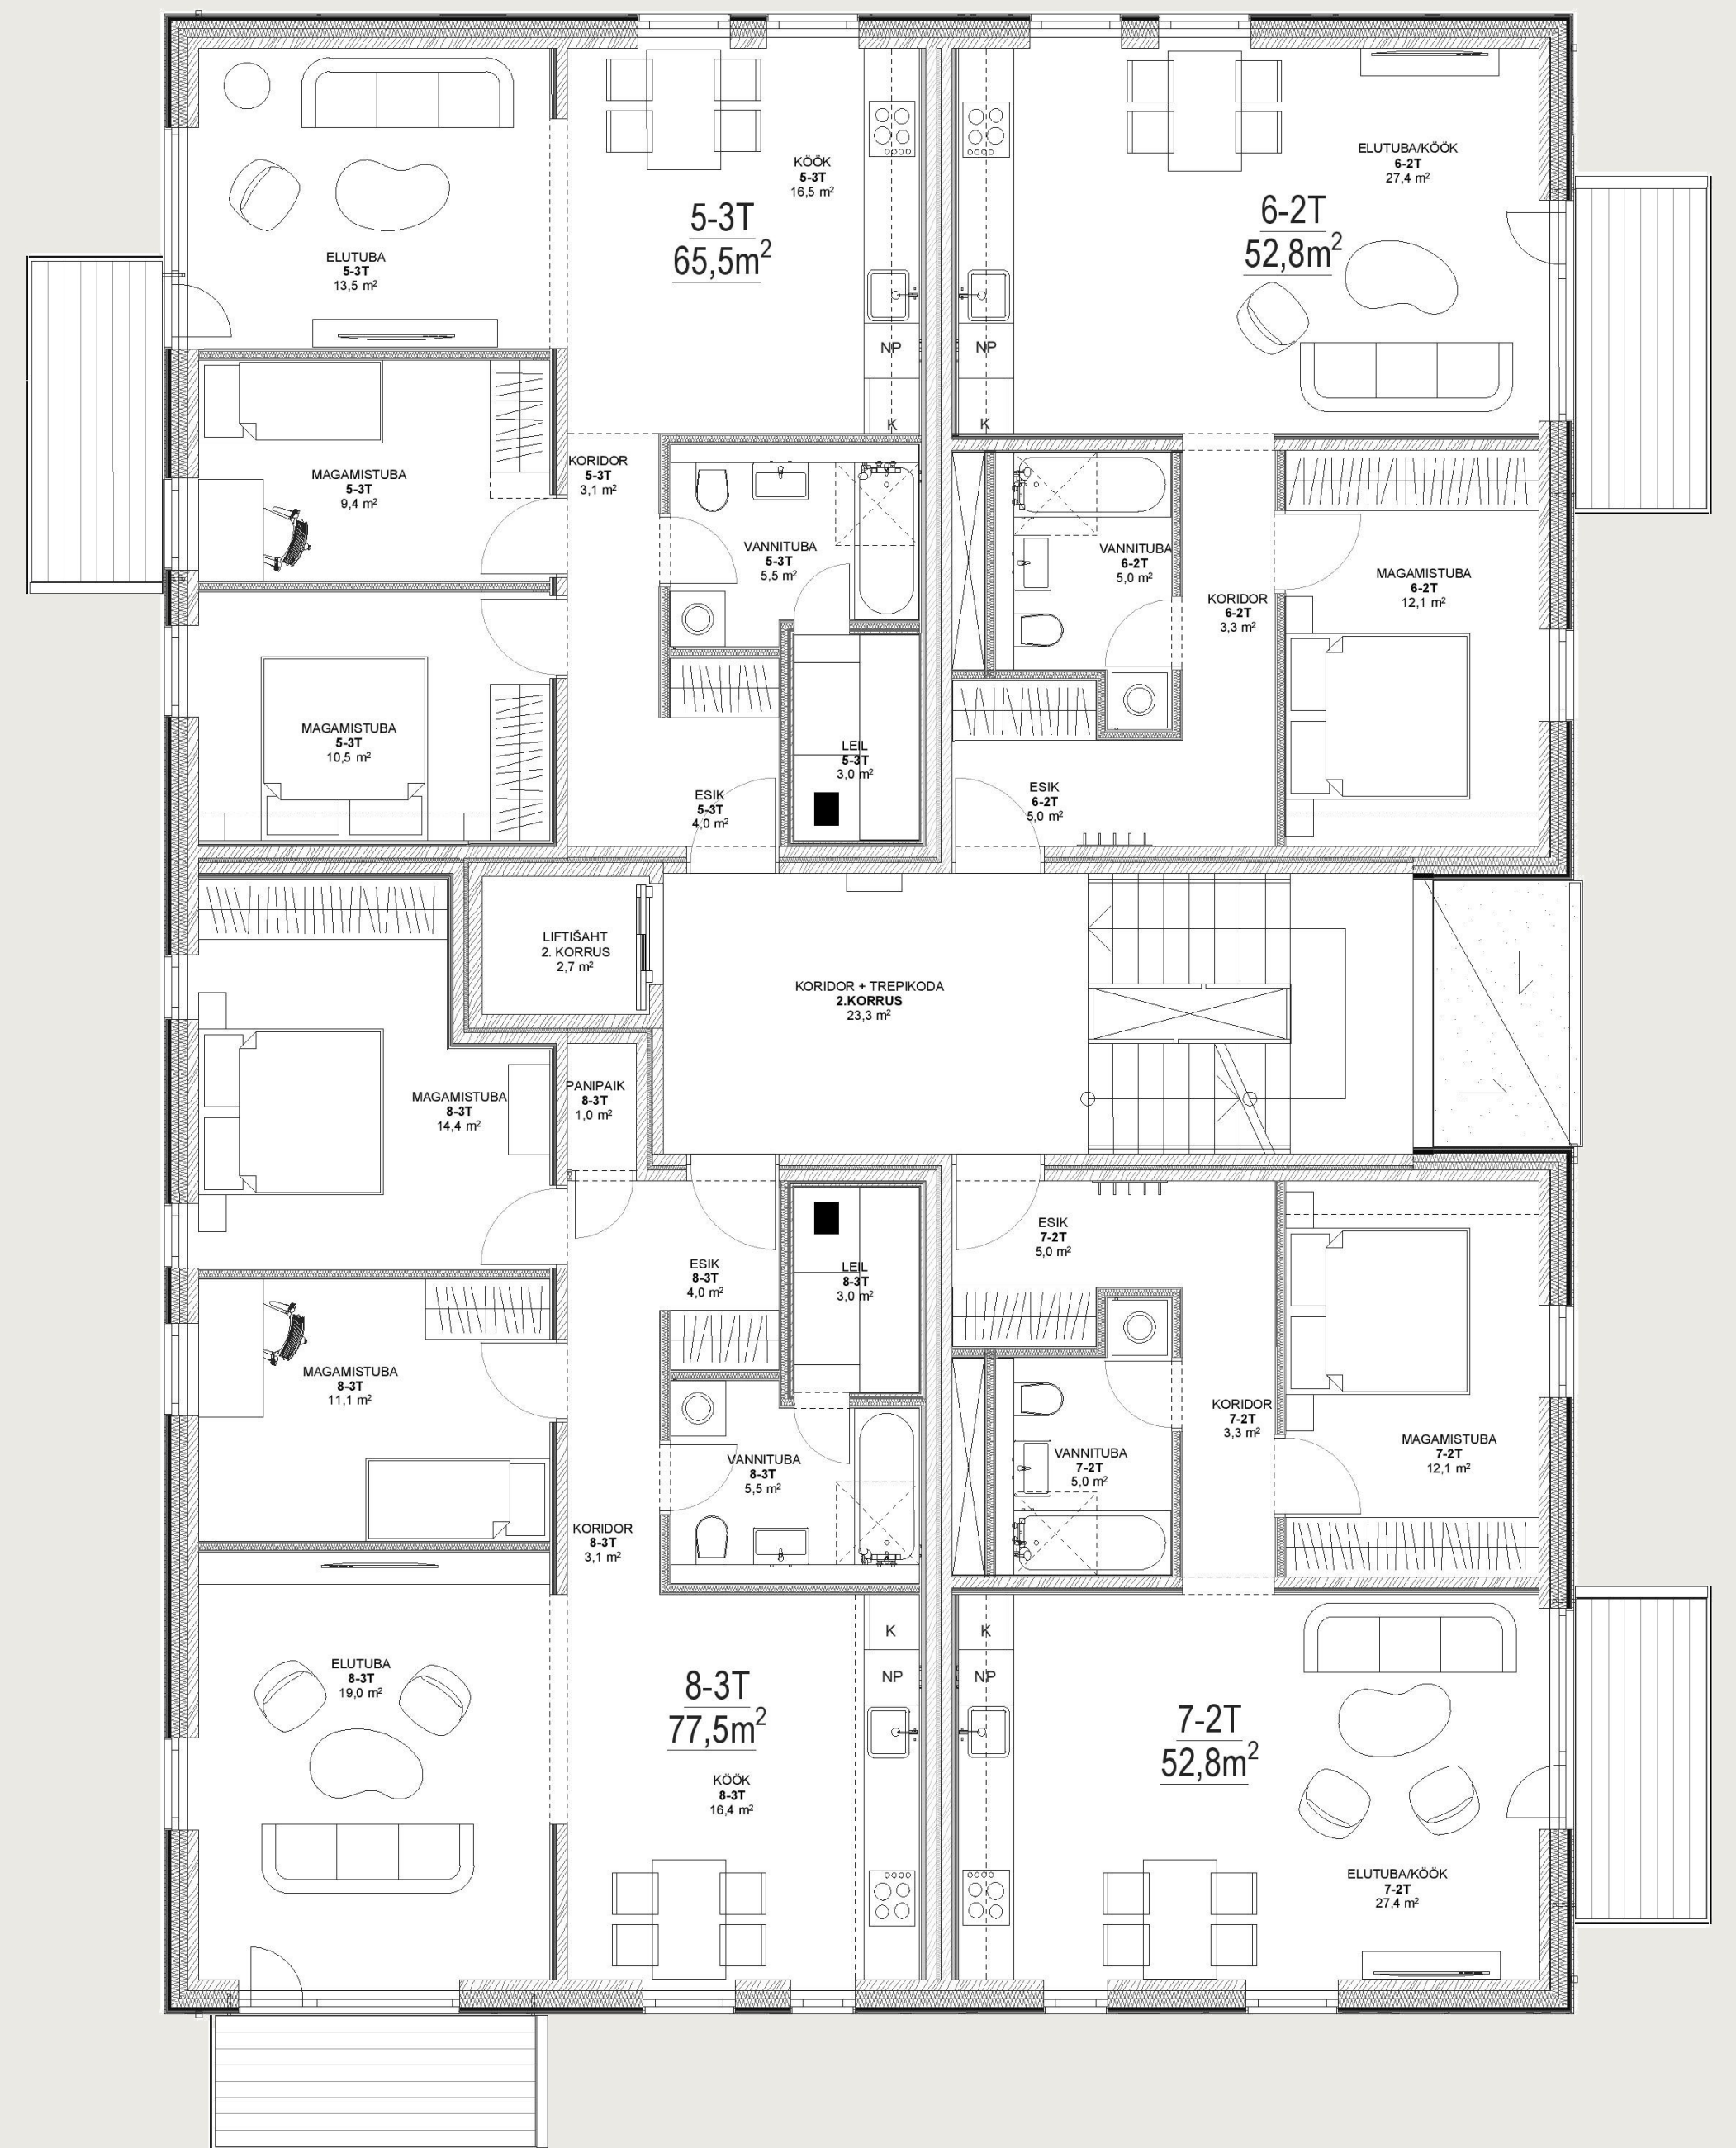 KÖÖK
5-3T
16,5 m²
5-3T
65,5m²
ELUTUBA
5-3T
13,5 m²
NP
K
ELUTUBA/KÖÖK
6-2T
27,4 m²
6-2T
52,8m²
NP
K
MAGAMISTUBA
5-3T
9,4 m²
KORIDOR
5-3T
3,1 m²
VANNITUBA
5-3T
5,5 m²
VANNITUBA
6-2T
5,0 m²
KORIDOR
6-2T
3,3 m²
MAGAMISTUBA
6-2T
12,1 m²
MAGAMISTUBA
5-3T
10,5 m²
LEIL
5-3T
3,0 m²
ESIK
5-3T
4,0 m²
ESIK
6-2T
5,0 m²
LIFTIŠAHT
2. KORRUS
2,7 m²
KORIDOR + TREPIKODA
2.KORRUS
23,3 m²
MAGAMISTUBA
8-3T
14,4 m²
PANIPAIK
8-3T
1,0 m²
ESIK
8-3T
4,0 m²
LEIL
8-3T
3,0 m²
ESIK
7-2T
5,0 m²
MAGAMISTUBA
8-3T
11,1 m²
KORIDOR
7-2T
3,3 m²
VANNITUBA
8-3T
5,5 m²
VANNITUBA
7-2T
5,0 m²
MAGAMISTUBA
7-2T
12,1 m²
KORIDOR
8-3T
3,1 m²
K
NP
K
NP
ELUTUBA
8-3T
19,0 m²
8-3T
77,5m²
KÖÖK
8-3T
16,4 m²
7-2T
52,8m²
ELUTUBA/KÖÖK
7-2T
27,4 m²